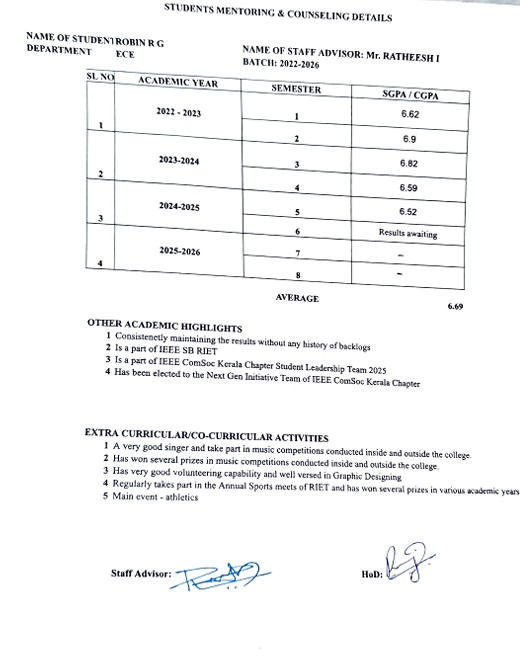 STUDENTS MENTORING & COUNSELING DETAILS
NAME OF STUDENT ROBIN R G
DEPARTMENT ECE
NAME OF STAFF ADVISOR: Mr. RATHEESH I
BATCH: 2022-2026
SL NO ACADEMIC YEAR SEMESTER SGPA / CGPA
1 2022 - 2023 1 6.62
2 6.9
2 2023-2024 3 6.82
4 6.59
3 2024-2025 5 6.52
6 Results awaiting
4 2025-2026 7 –
8 –
AVERAGE 6.69
OTHER ACADEMIC HIGHLIGHTS
1 Consistenetly maintaining the results without any history of backlogs
2 Is a part of IEEE SB RIET
3 Is a part of IEEE ComSoc Kerala Chapter Student Leadership Team 2025
4 Has been elected to the Next Gen Initiative Team of IEEE ComSoc Kerala Chapter
EXTRA CURRICULAR/CO-CURRICULAR ACTIVITIES
1 A very good singer and take part in music competitions conducted inside and outside the college.
2 Has won several prizes in music competitions conducted inside and outside the college.
3 Has very good volunteering capability and well versed in Graphic Designing
4 Regularly takes part in the Annual Sports meets of RIET and has won several prizes in various academic years
5 Main event - athletics
Staff Advisor:
HoD: